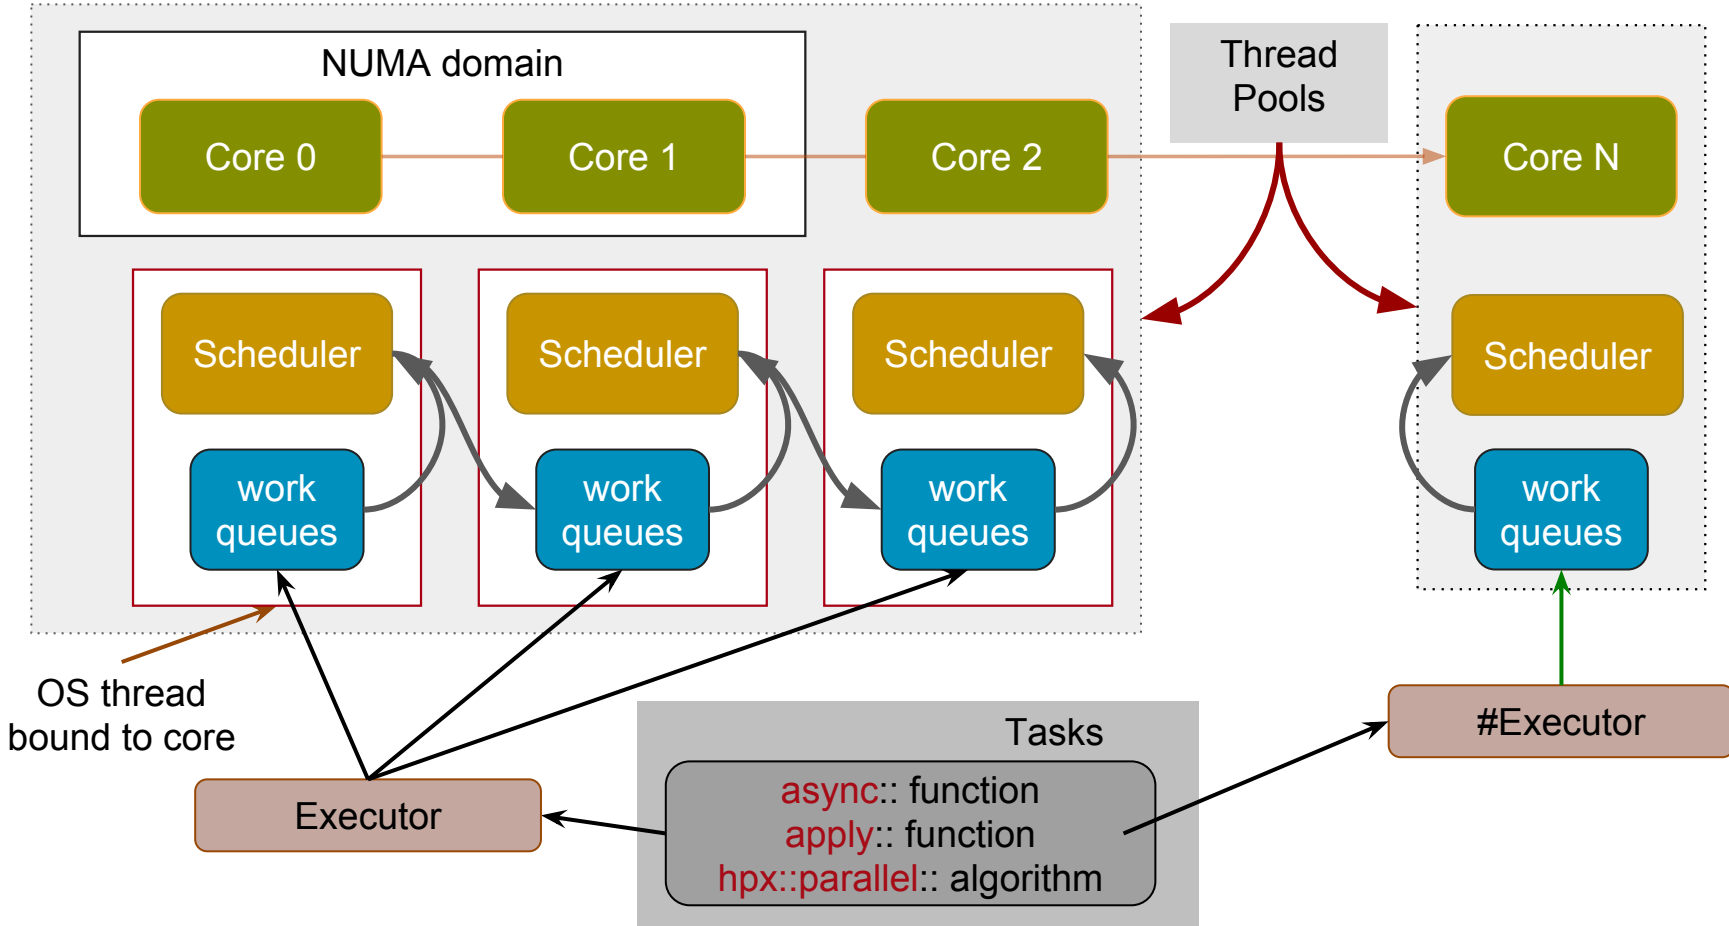 NUMA domain
Thread
Pools
Core 0
Core 1
Core 2
Core N
Scheduler
Scheduler
Scheduler
Scheduler
work
queues
work
queues
work
queues
work
queues
OS thread
bound to core
Executor
Tasks
async:: function
apply:: function
hpx::parallel:: algorithm
#Executor